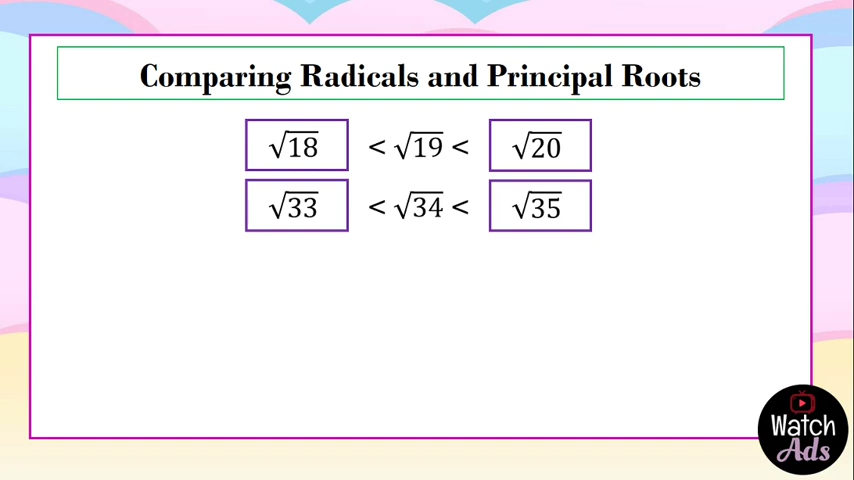 Comparing Radicals and Principal Roots
√18 < √19 < √20
√33 < √34 < √35
Watch
Ads